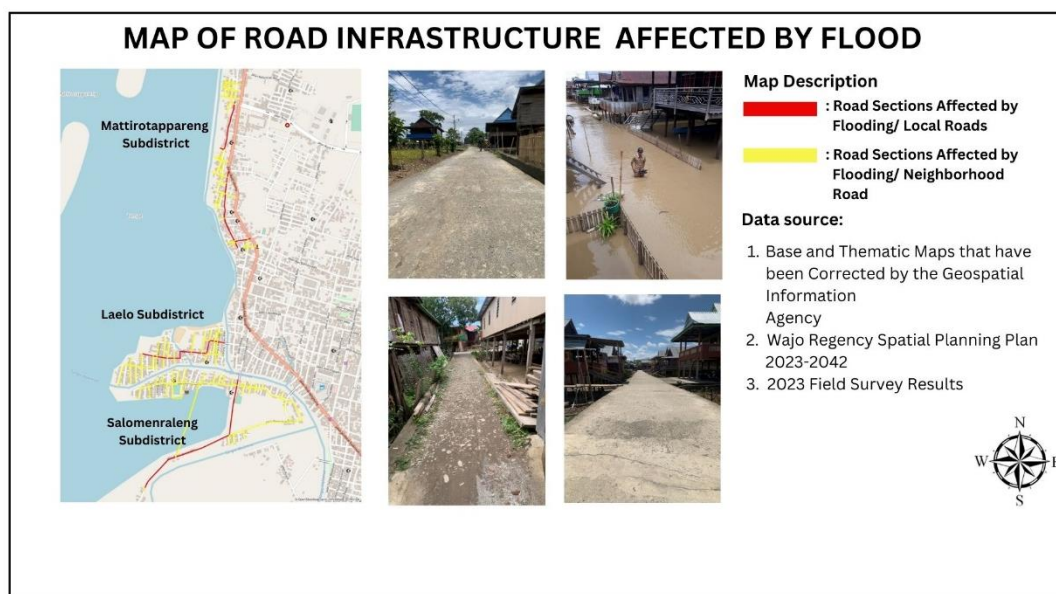 MAP OF ROAD INFRASTRUCTURE AFFECTED BY FLOOD
Mattirotappareng
Subdistrict
Laelo Subdistrict
Salomenraleng
Subdistrict
Map Description
: Road Sections Affected by
Flooding/ Local Roads
: Road Sections Affected by
Flooding/ Neighborhood
Road
Data source:
1. Base and Thematic Maps that have
been Corrected by the Geospatial
Information
Agency
2. Wajo Regency Spatial Planning Plan
2023-2042
3. 2023 Field Survey Results
N
W E
S